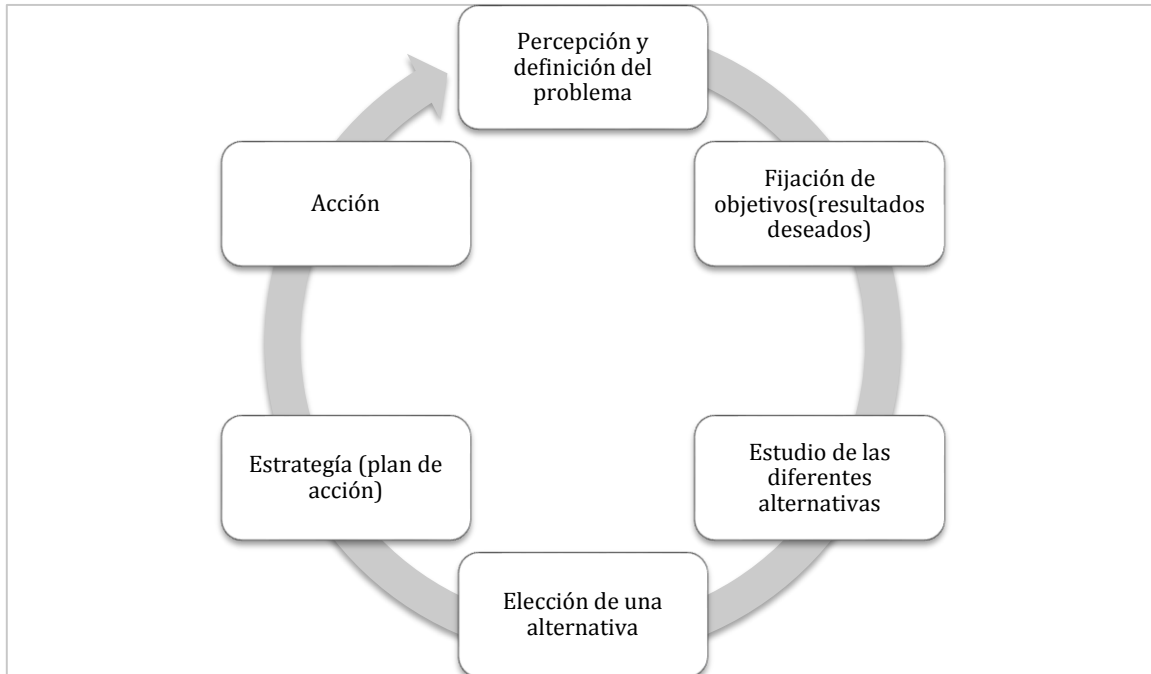 Percepción y
definición del
problema
Fijación de
objetivos(resultados
deseados)
Estudio de las
diferentes
alternativas
Elección de una
alternativa
Estrategía (plan de
acción)
Acción